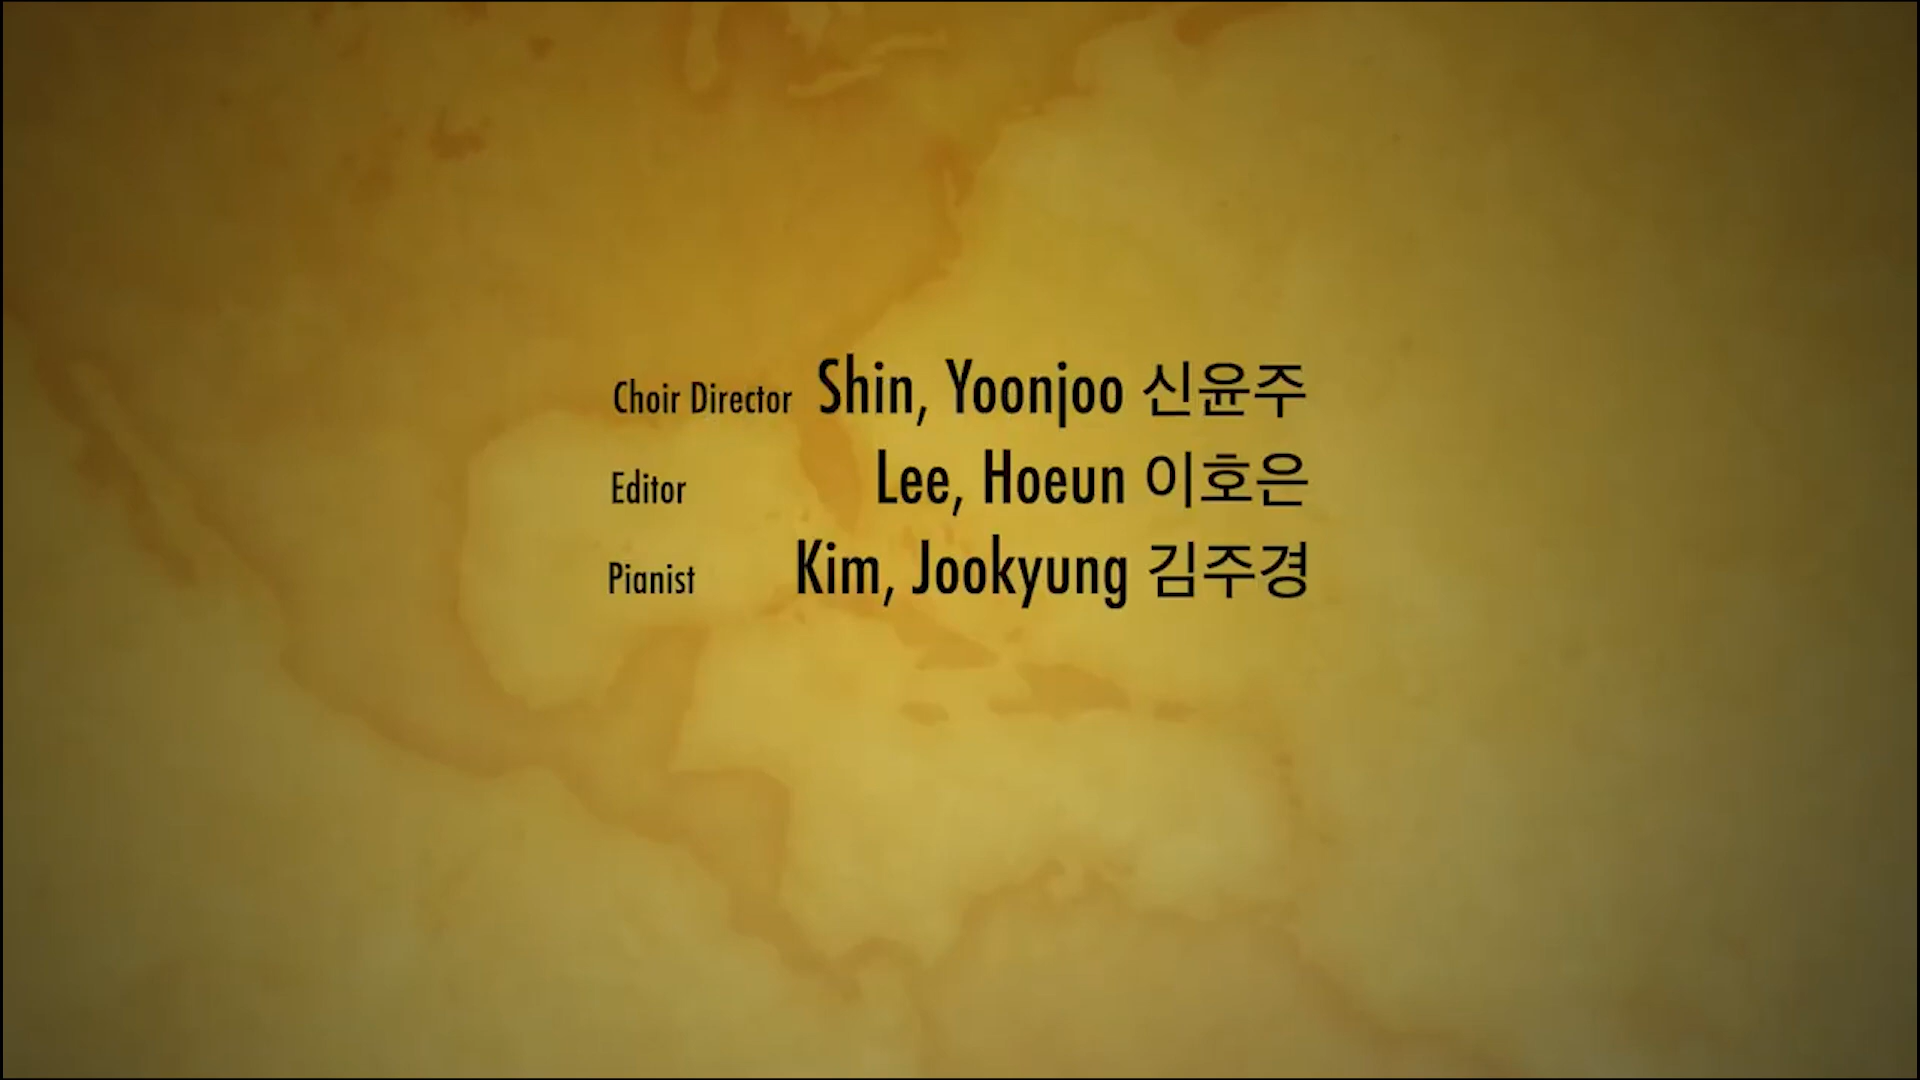 Choir Director Shin, Yoonjoo 신윤주
Editor Lee, Hoeun 이호은
Pianist Kim, Jookyung 김주경